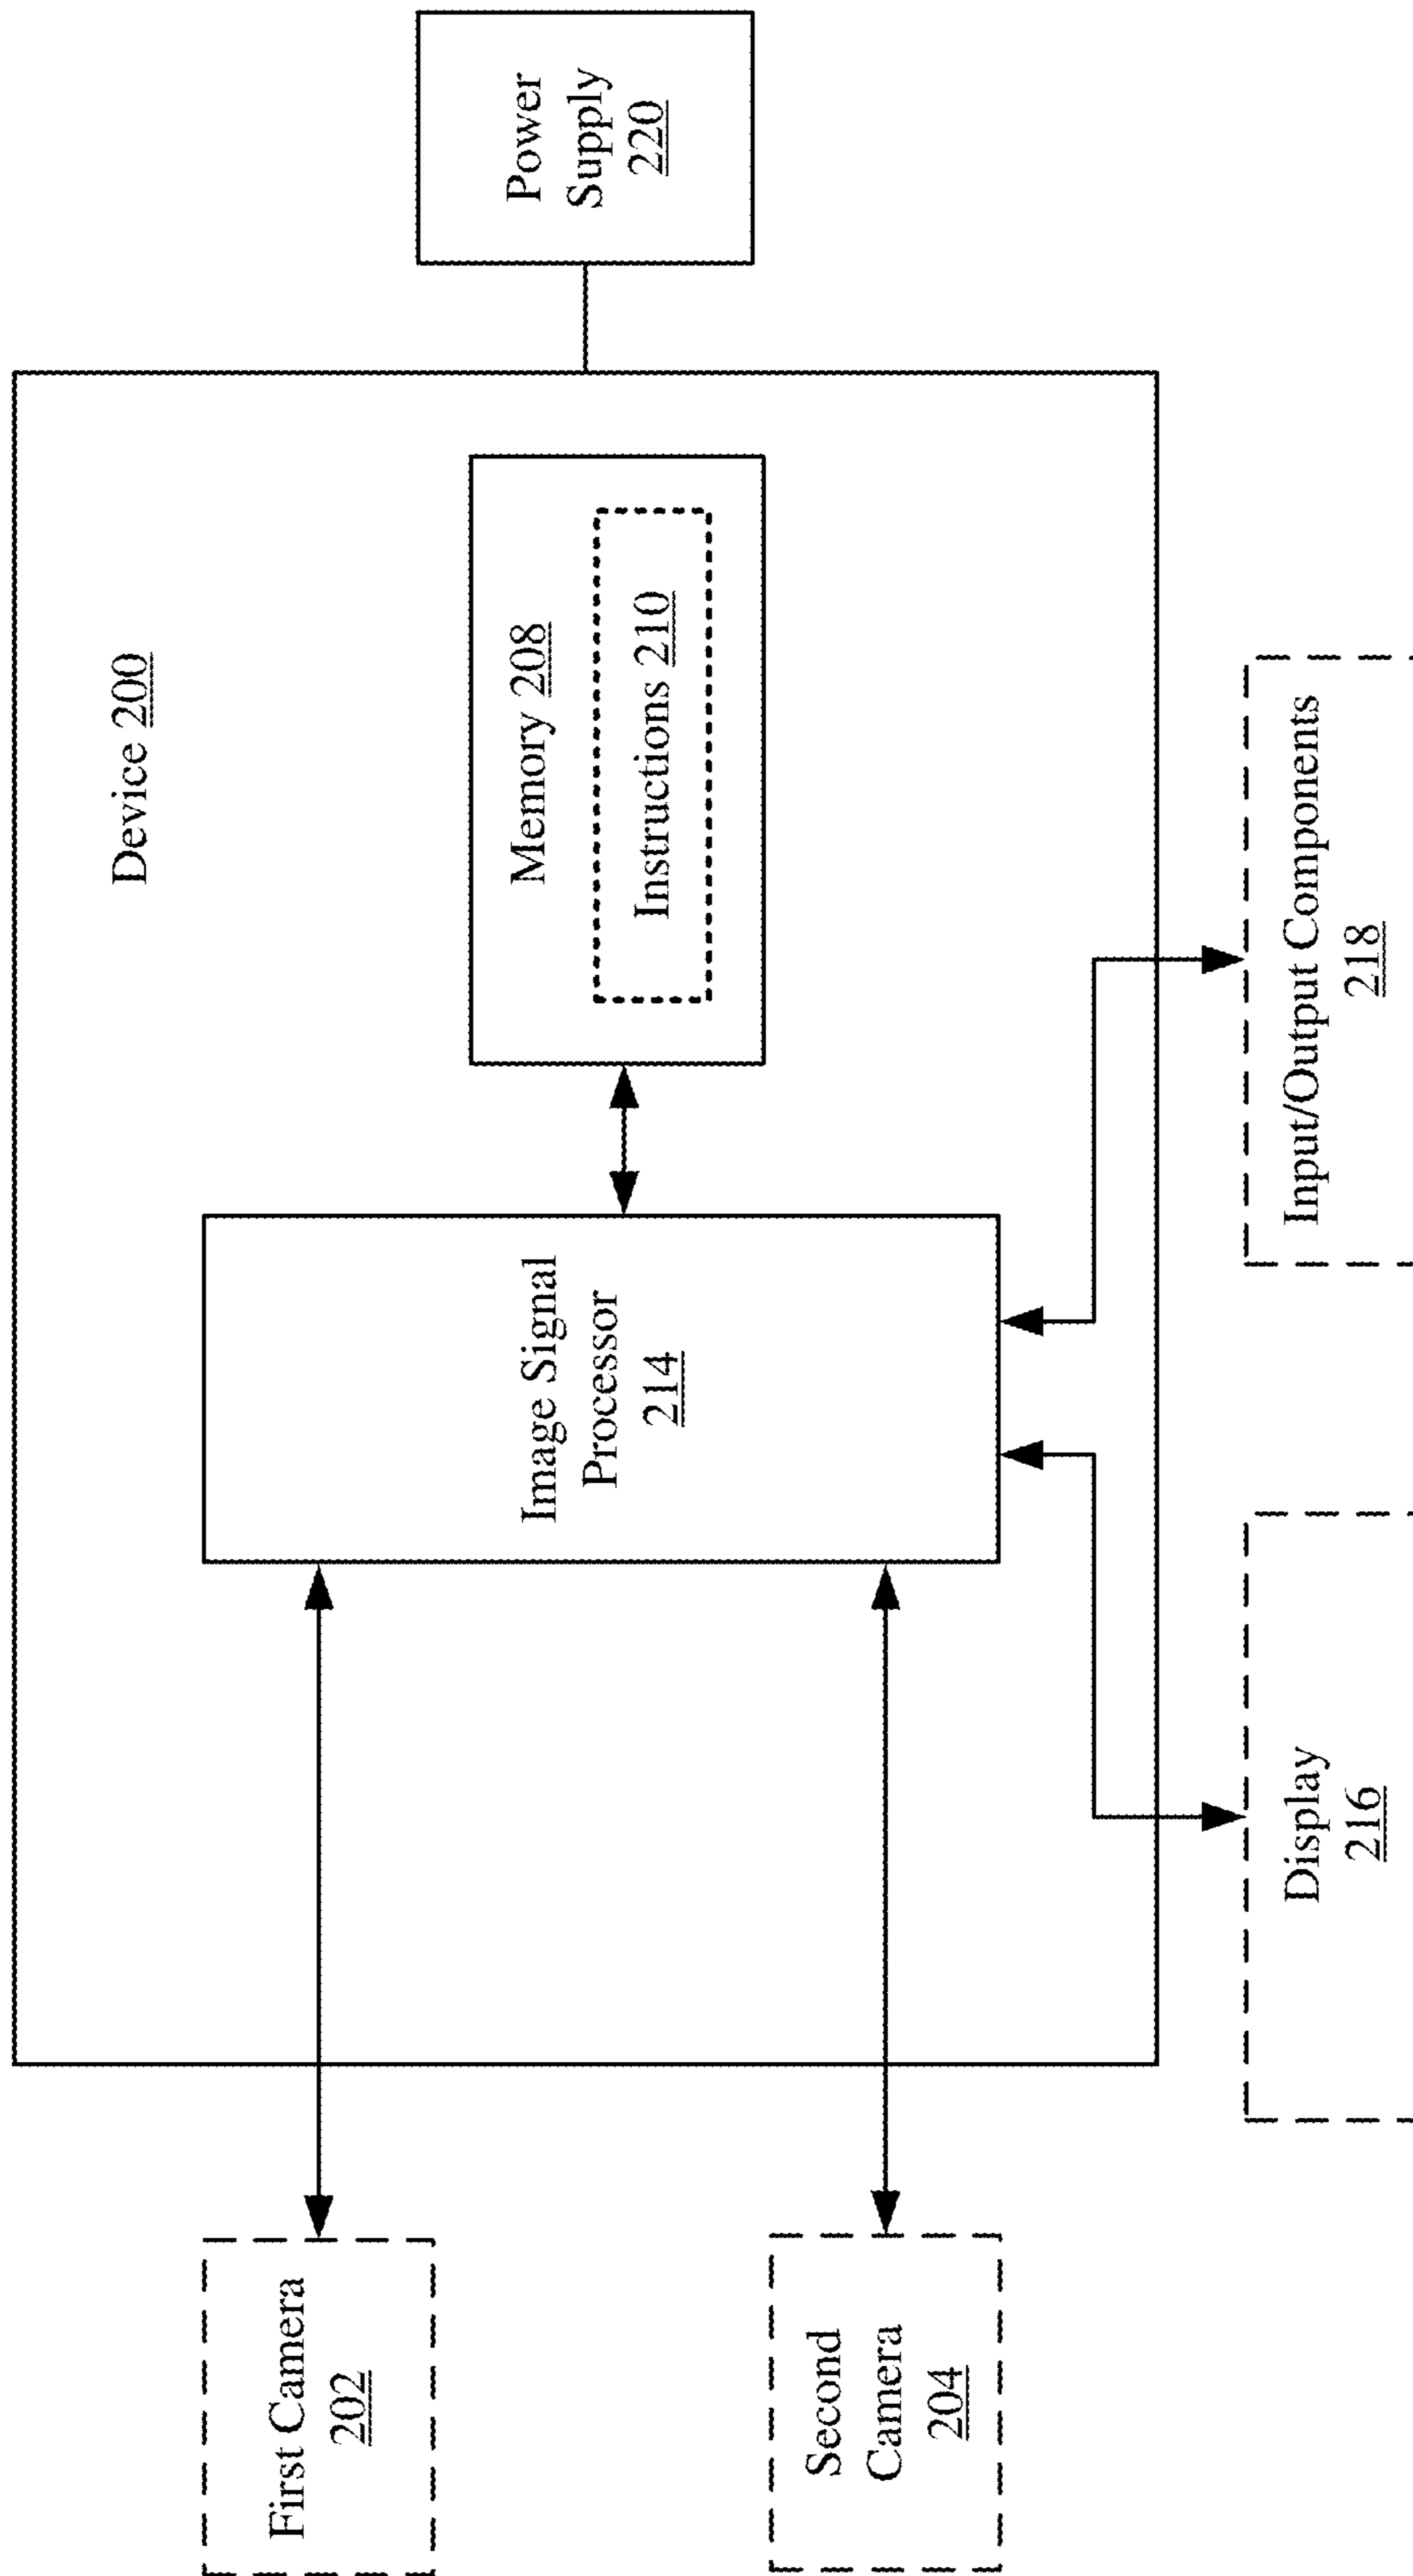 Device 200
First Camera
202
Second
Camera
204
Image Signal
Processor
214
Memory 208
Instructions 210
Power
Supply
220
Display
216
Input/Output Components
218